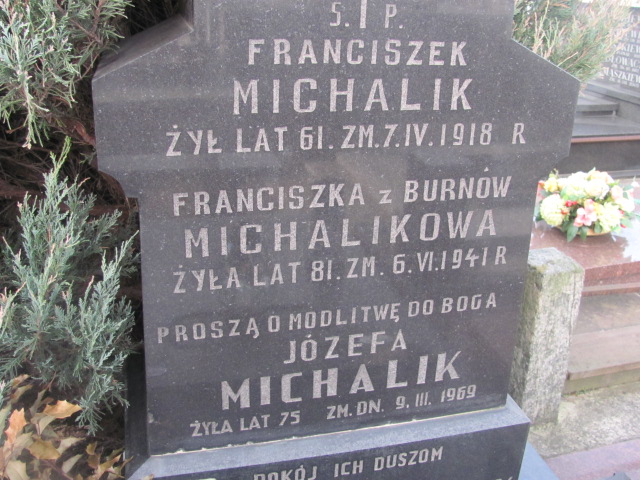 Ś. † P.
FRANCISZEK
MICHALIK
ŻYŁ LAT 61. ZM. 7. IV. 1918 R
FRANCISZKA z BURNÓW
MICHALIKOWA
ŻYŁA LAT 81. ZM. 6. VI. 1941 R
PROSZĄ O MODLITWĘ DO BOGA
JÓZEFA
MICHALIK
ŻYŁA LAT 75 ZM. DN. 9. III. 1969
POKÓJ ICH DUSZOM